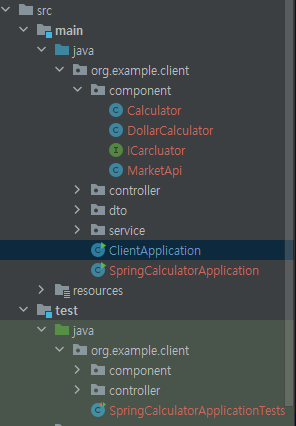 src
main
java
org.example.client
component
Calculator
DollarCalculator
ICarcluator
MarketApi
controller
dto
service
ClientApplication
SpringCalculatorApplication
resources
test
java
org.example.client
component
controller
SpringCalculatorApplicationTests